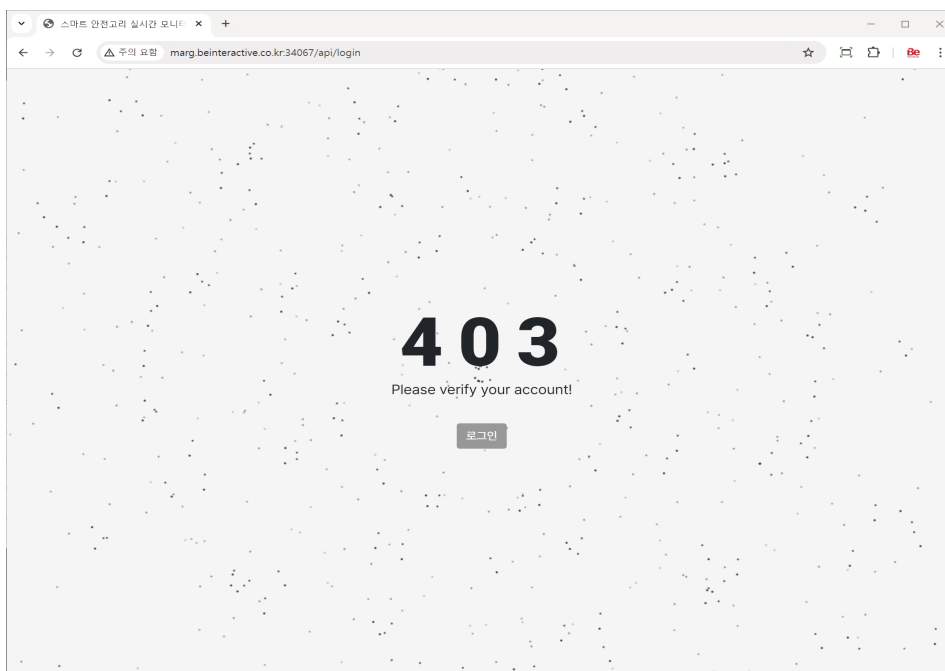 스마트 안전고리 실시간 모니터
주의 요함
marg.beinteractive.co.kr:34067/api/login
Be
403
Please verify your account!
로그인